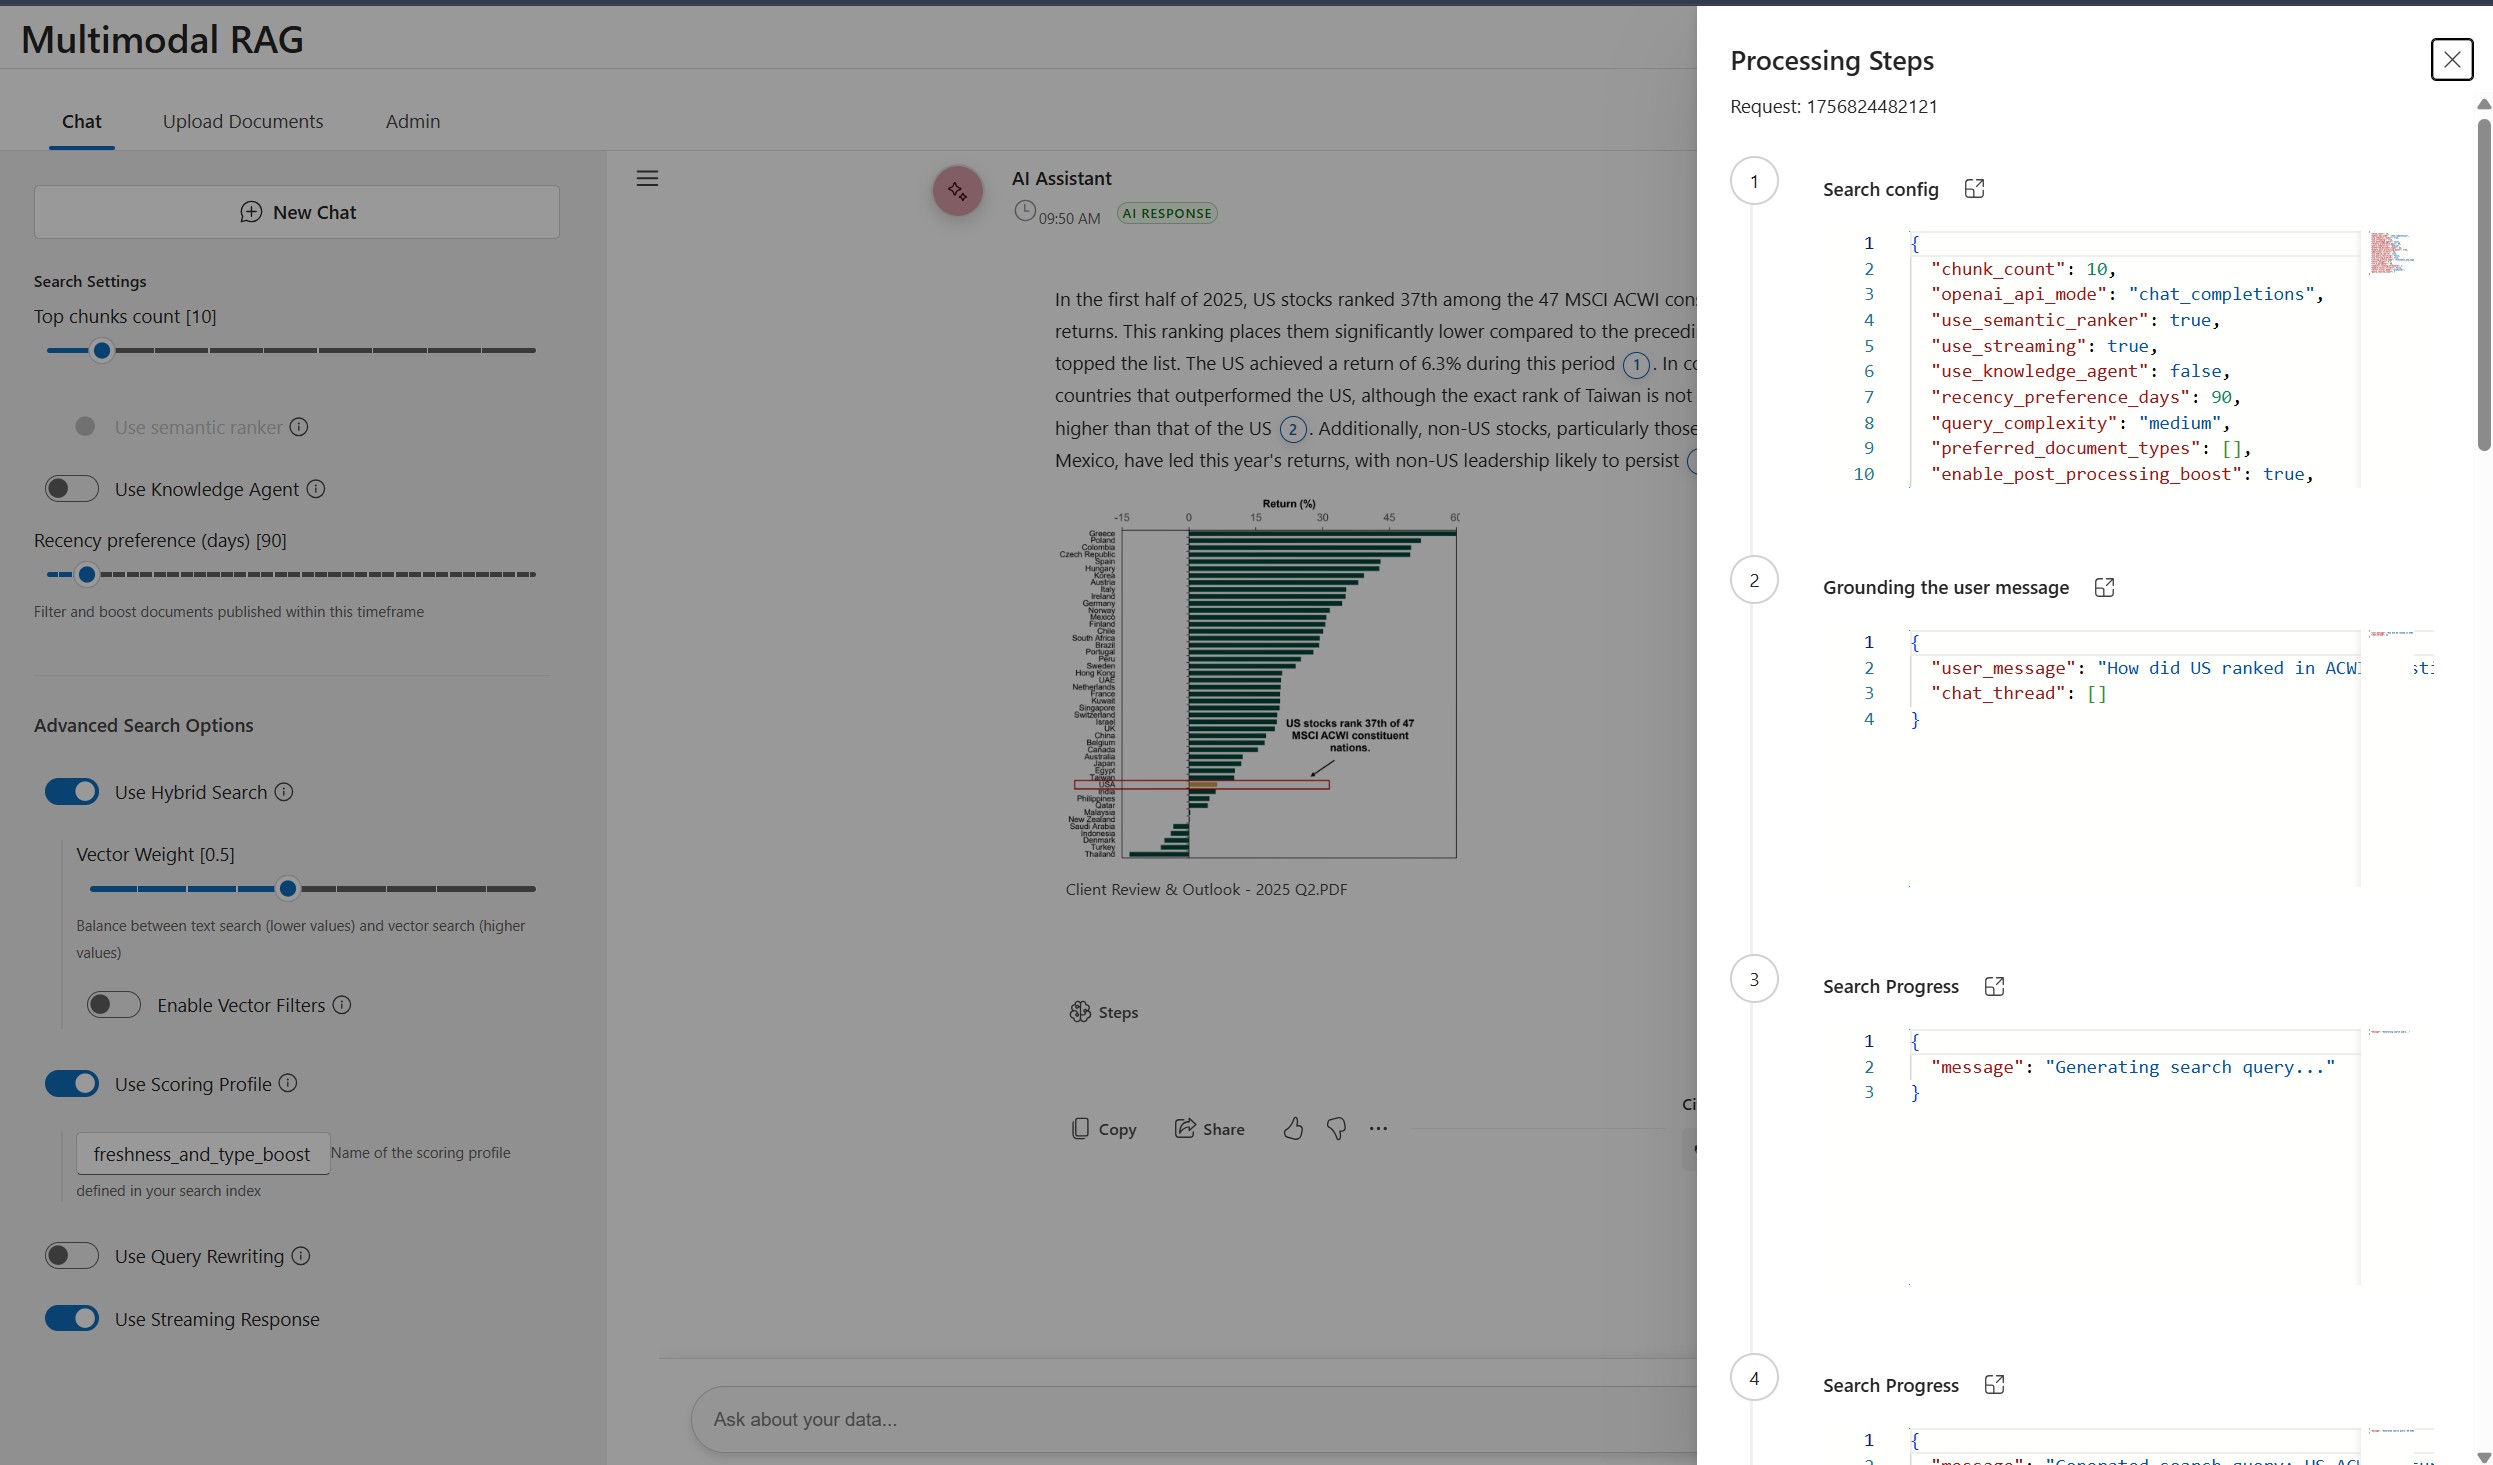 Multimodal RAG
Chat
Upload Documents
Admin
New Chat
Search Settings
Top chunks count [10]
Use semantic ranker
Use Knowledge Agent
Recency preference (days) [90]
Filter and boost documents published within this timeframe
Advanced Search Options
Use Hybrid Search
Vector Weight [0.5]
Balance between text search (lower values) and vector search (higher
values)
Enable Vector Filters
Use Scoring Profile
freshness_and_type_boost Name of the scoring profile
defined in your search index
Use Query Rewriting
Use Streaming Response
AI Assistant
09:50 AM AI RESPONSE
In the first half of 2025, US stocks ranked 37th among the 47 MSCI ACWI con
returns. This ranking places them significantly lower compared to the precedi
topped the list. The US achieved a return of 6.3% during this period 1. In co
countries that outperformed the US, although the exact rank of Taiwan is not
higher than that of the US 2. Additionally, non-US stocks, particularly those
Mexico, have led this year's returns, with non-US leadership likely to persist
Return (%)
-15 0 15 30 45 60
Greece
Poland
Colombia
Czech Republic
Spain
Hungary
Korea
Austria
Italy
Ireland
Germany
Norway
Mexico
Finland
Chile
South Africa
Brazil
Portugal
Peru
Sweden
Hong Kong
UAE
Netherlands
France
Kuwait
Singapore
Switzerland
Israel
UK
China
Belgium
Canada
Australia
Japan
Egypt
Taiwan
USA
India
Philippines
Qatar
Malaysia
New Zealand
Saudi Arabia
Indonesia
Denmark
Turkey
Thailand
US stocks rank 37th of 47
MSCI ACWI constituent
nations.
Client Review & Outlook - 2025 Q2.PDF
Steps
Ci
Copy
Share
Ask about your data...
Processing Steps
Request: 1756824482121
1
Search config
1 {
2 "chunk_count": 10,
3 "openai_api_mode": "chat_completions",
4 "use_semantic_ranker": true,
5 "use_streaming": true,
6 "use_knowledge_agent": false,
7 "recency_preference_days": 90,
8 "query_complexity": "medium",
9 "preferred_document_types": [],
10 "enable_post_processing_boost": true,
2
Grounding the user message
1 {
2 "user_message": "How did US ranked in ACWI sti
3 "chat_thread": []
4 }
3
Search Progress
1 {
2 "message": "Generating search query..."
3 }
4
Search Progress
1 {
2 "message": "Generated search query: US